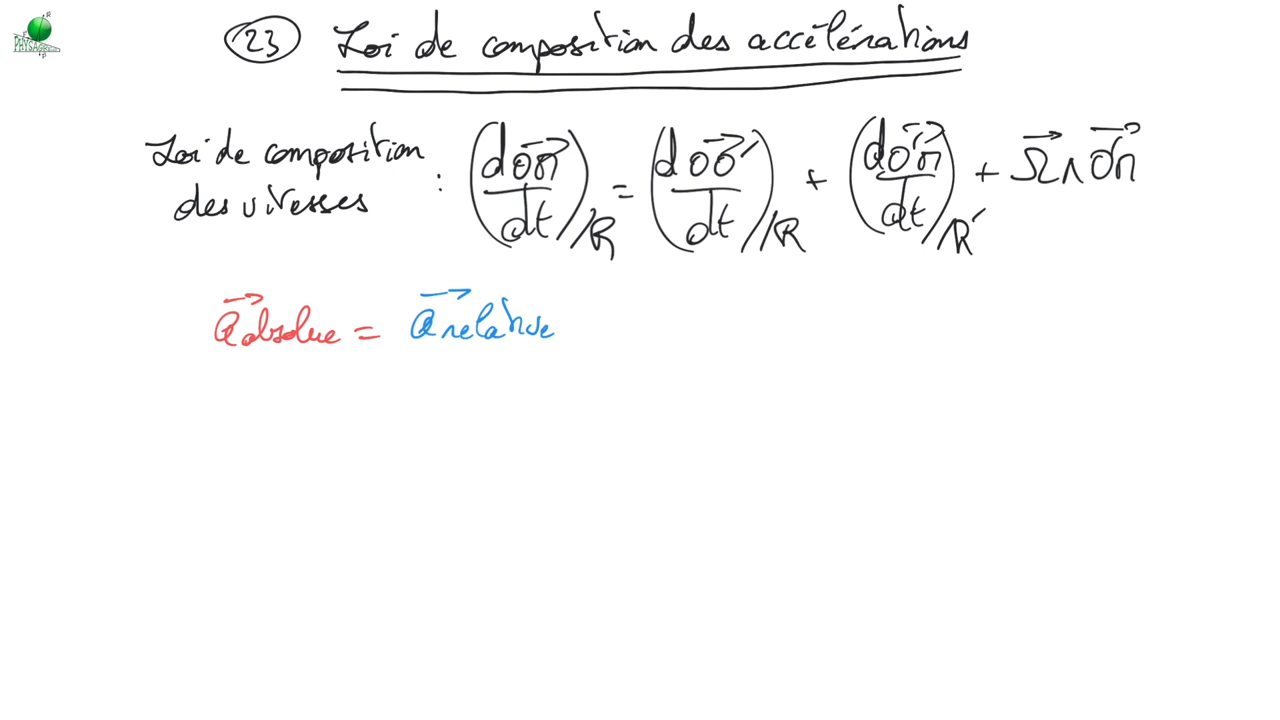 23 Loi de composition des accélérations
Loi de composition
des vitesses : (dOM/dt)/R = (dOO'/dt)/R + (dO'M/dt)/R' + Ω ∧ O'M
a absolue = a relative
PAYSAGES